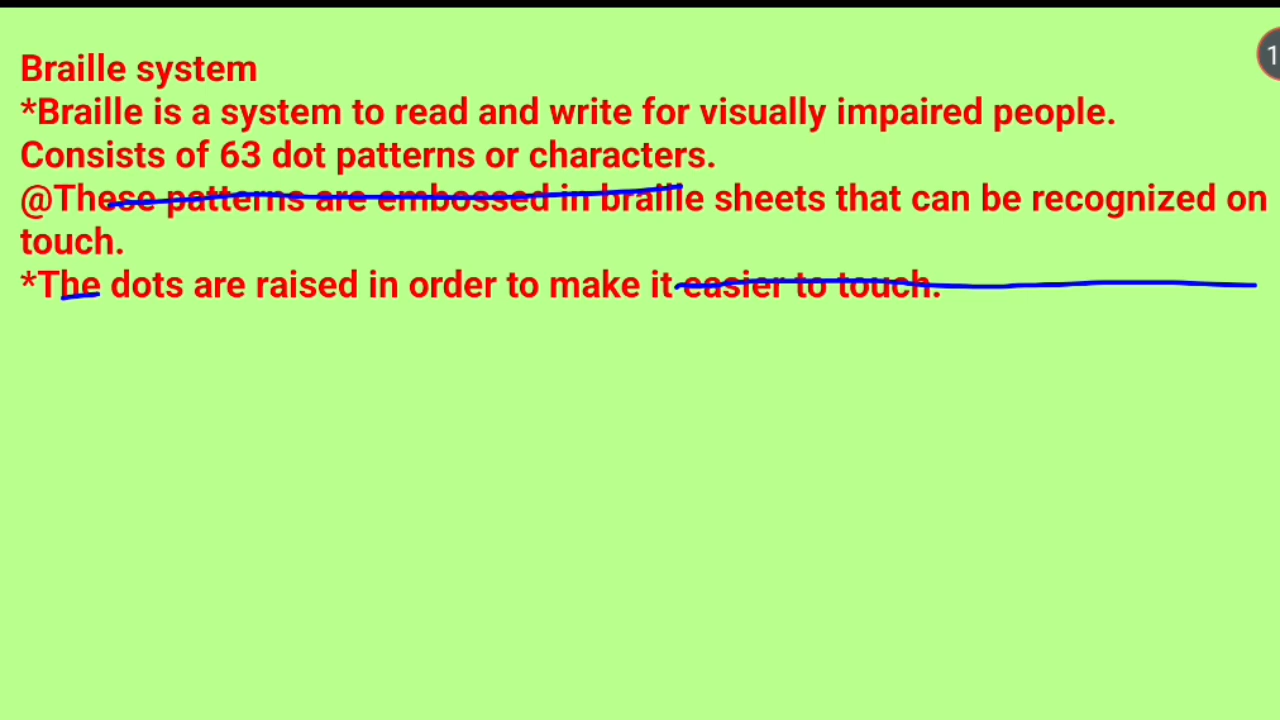 Braille system
*Braille is a system to read and write for visually impaired people.
Consists of 63 dot patterns or characters.
@These patterns are embossed in braille sheets that can be recognized on
touch.
*The dots are raised in order to make it easier to touch.
1